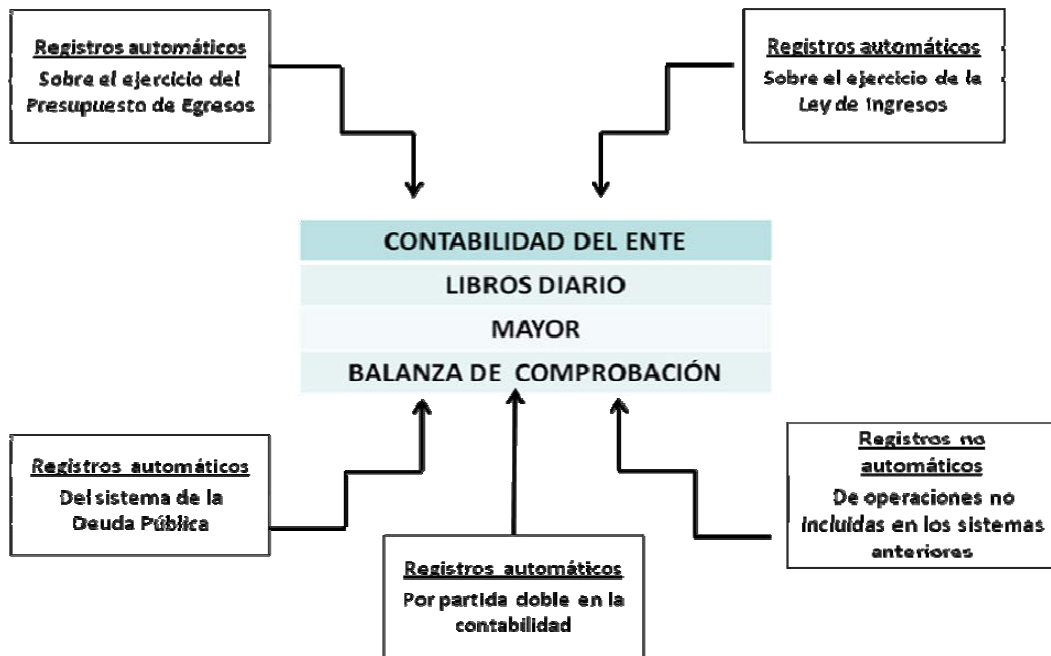 Registros automáticos
Sobre el ejercicio del
Presupuesto de Egresos
Registros automáticos
Sobre el ejercicio de la
Ley de Ingresos
CONTABILIDAD DEL ENTE
LIBROS DIARIO
MAYOR
BALANZA DE COMPROBACIÓN
Registros automáticos
Del sistema de la
Deuda Pública
Registros automáticos
Por partida doble en la
contabilidad
Registros no
automáticos
De operaciones no
incluidas en los sistemas
anteriores